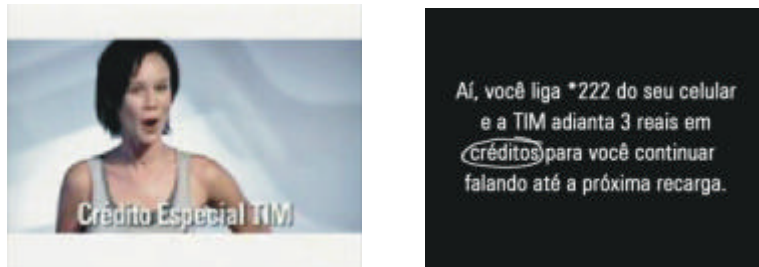 Crédito Especial TIM
Aí, você liga *222 do seu celular
e a TIM adianta 3 reais em
créditos para você continuar
falando até a próxima recarga.